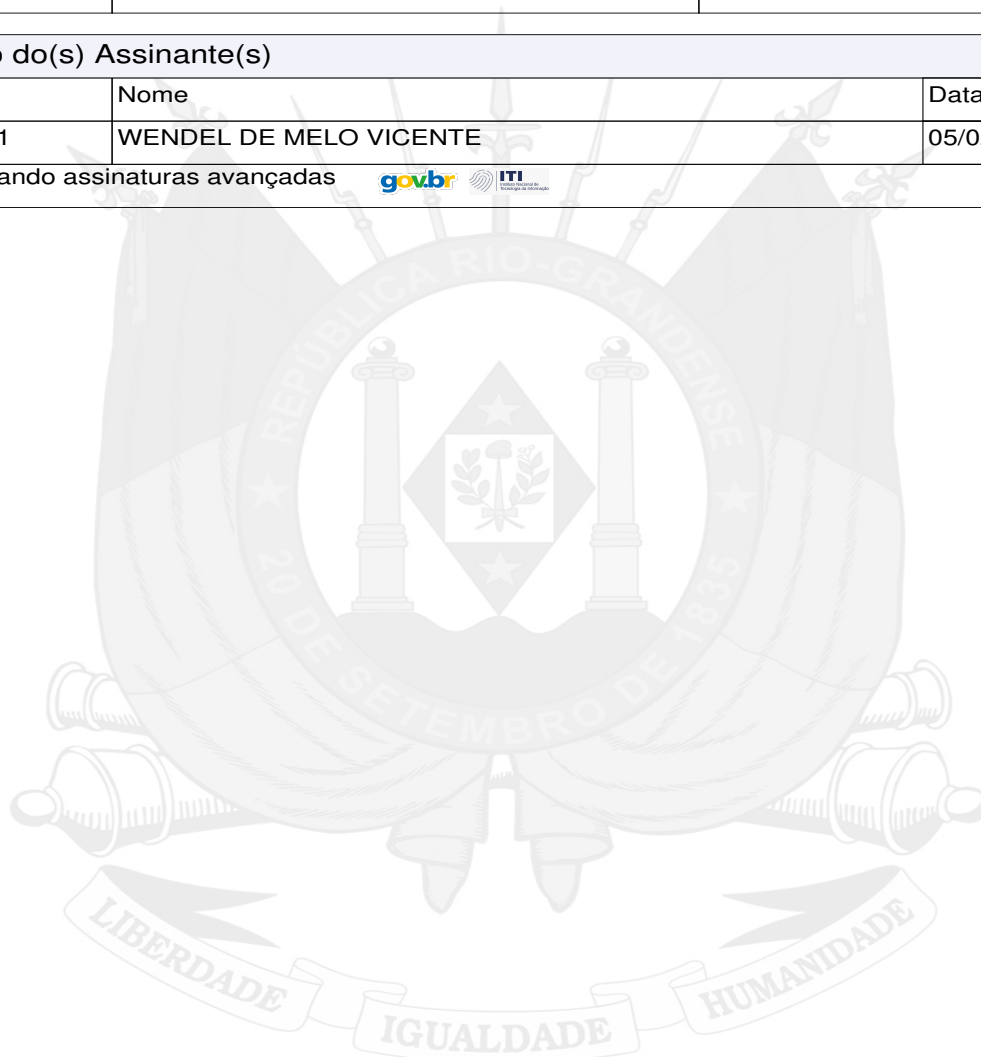 o do(s) Assinante(s)
Nome Data
1 WENDEL DE MELO VICENTE 05/0
ando assinaturas avançadas gov.br ITI
REPÚBLICA RIO-GRANDENSE
20 DE SETEMBRO DE 1835
LIBERDADE IGUALDADE HUMANIDADE